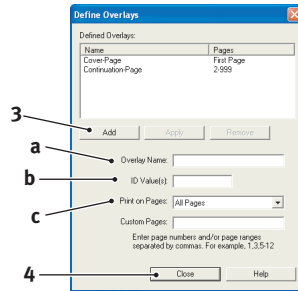 Define Overlays
Defined Overlays:
Name Pages
Cover-Page First Page
Continuation-Page 2-999
3 Add Apply Remove
a Overlay Name:
b ID Value(s):
c Print on Pages: All Pages
Custom Pages:
Enter page numbers and/or page ranges
separated by commas. For example, 1,3,5-12
4 Close Help